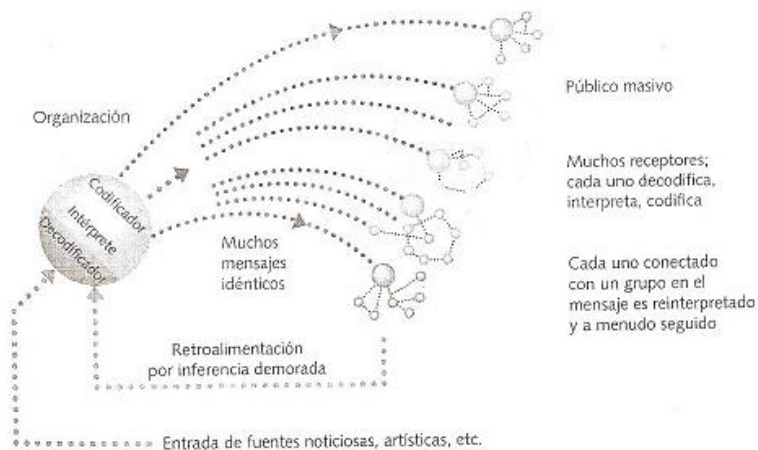 Organización
Codificador
Intérprete
Decodificador
Muchos
mensajes
idénticos
Público masivo
Muchos receptores;
cada uno decodifica,
interpreta, codifica
Cada uno conectado
con un grupo en el
mensaje es reinterpretado
y a menudo seguido
Retroalimentación
por inferencia demorada
Entrada de fuentes noticiosas, artísticas, etc.